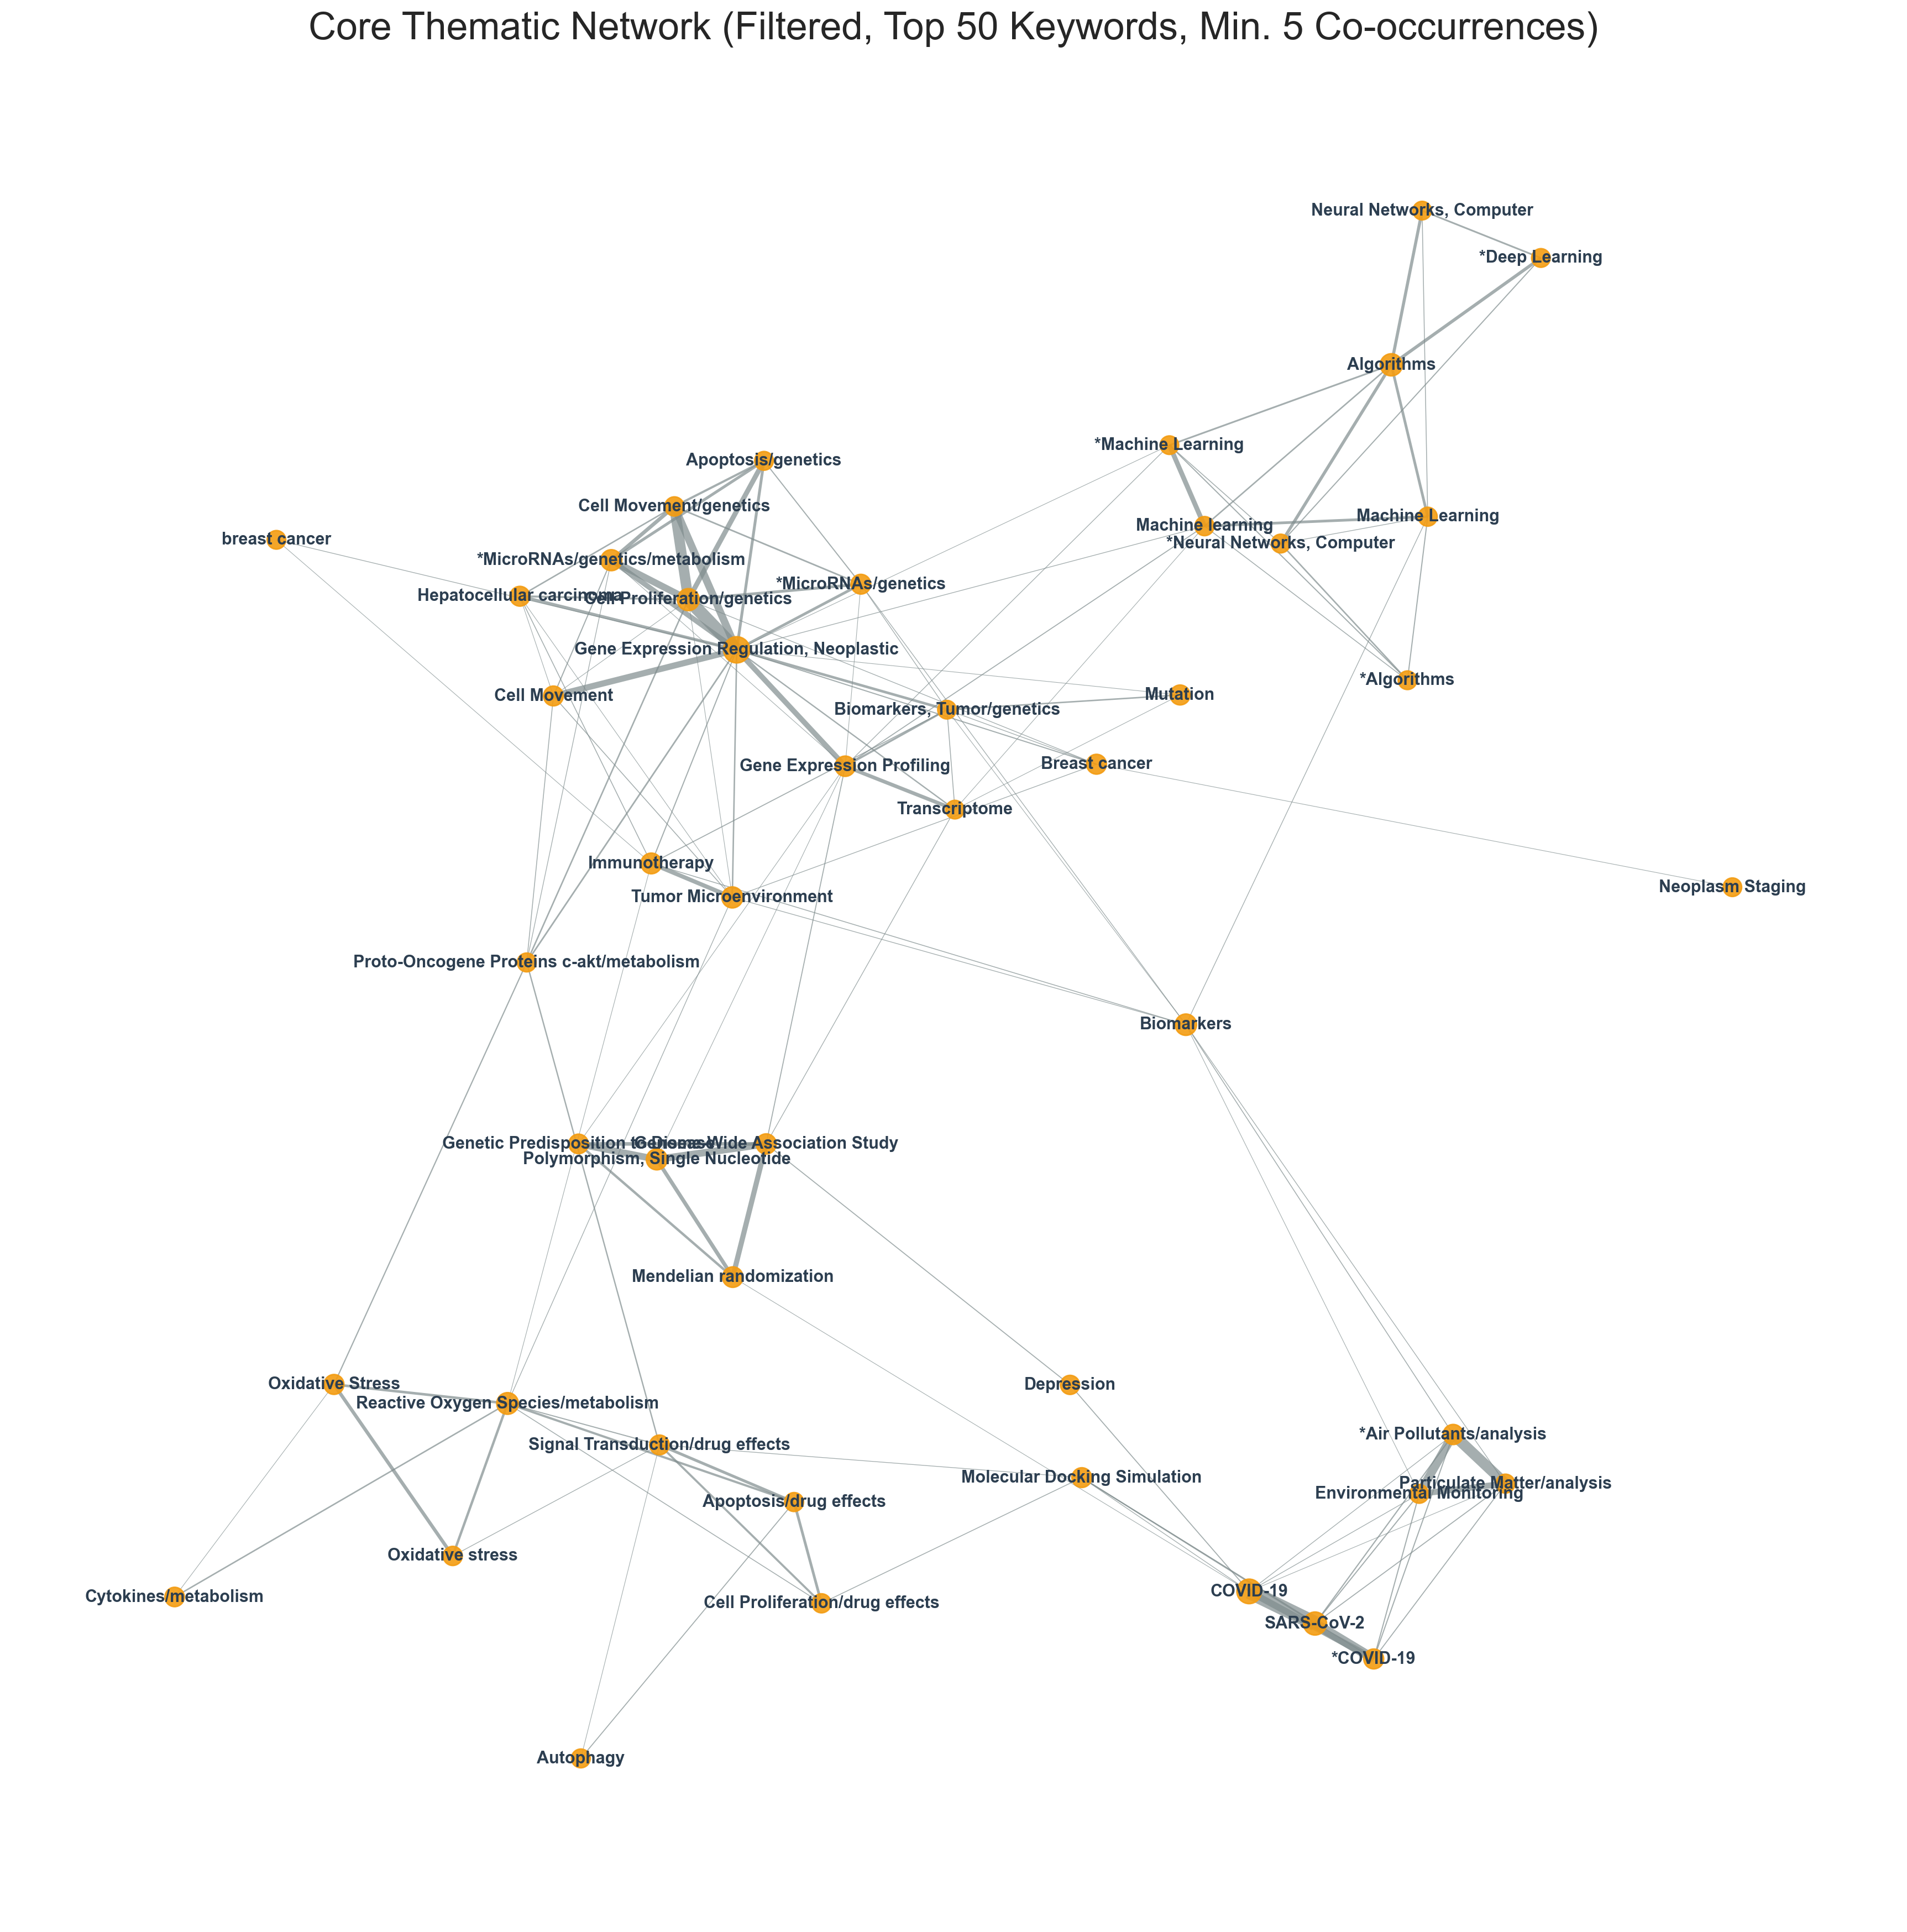 Core Thematic Network (Filtered, Top 50 Keywords, Min. 5 Co-occurrences)
Neural Networks, Computer
*Deep Learning
Algorithms
*Machine Learning
Apoptosis/genetics
Cell Movement/genetics
Machine Learning
Machine learning
breast cancer
*Neural Networks, Computer
*MicroRNAs/genetics/metabolism
*MicroRNAs/genetics
Hepatocellular carcinoma
Cell Proliferation/genetics
Gene Expression Regulation, Neoplastic
*Algorithms
Cell Movement
Mutation
Biomarkers, Tumor/genetics
Gene Expression Profiling
Breast cancer
Transcriptome
Immunotherapy
Neoplasm Staging
Tumor Microenvironment
Proto-Oncogene Proteins c-akt/metabolism
Biomarkers
Genetic Predisposition to Disease
Genome-Wide Association Study
Polymorphism, Single Nucleotide
Mendelian randomization
Oxidative Stress
Depression
Reactive Oxygen Species/metabolism
*Air Pollutants/analysis
Signal Transduction/drug effects
Molecular Docking Simulation
Particulate Matter/analysis
Environmental Monitoring
Apoptosis/drug effects
Oxidative stress
COVID-19
Cytokines/metabolism
Cell Proliferation/drug effects
SARS-CoV-2
*COVID-19
Autophagy